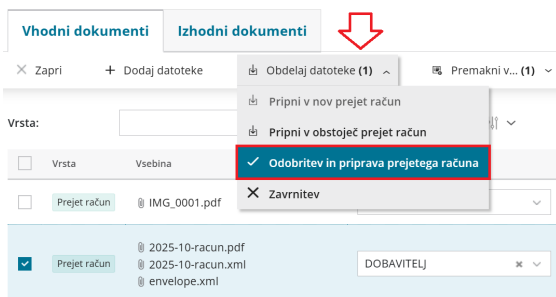 Vhodni dokumenti
Izhodni dokumenti
Zapri
Dodaj datoteke
Obdelaj datoteke (1)
Premakni v... (1)
Pripni v nov prejet račun
Pripni v obstoječ prejet račun
Odobritev in priprava prejetega računa
Zavrnitev
Vrsta:
Vrsta
Vsebina
Prejet račun
IMG_0001.pdf
Prejet račun
2025-10-racun.pdf
2025-10-racun.xml
envelope.xml
DOBAVITELJ